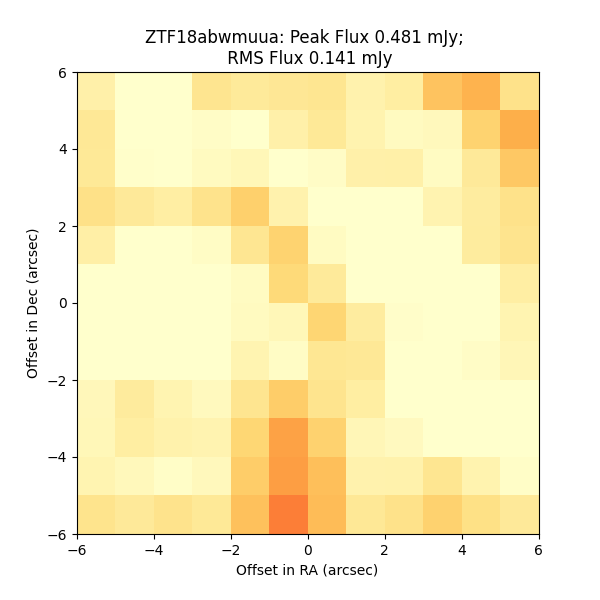 ZTF18abwmuua: Peak Flux 0.481 mJy;
RMS Flux 0.141 mJy
6
4
2
0
−2
−4
−6
Offset in Dec (arcsec)
−6 −4 −2 0 2 4 6
Offset in RA (arcsec)